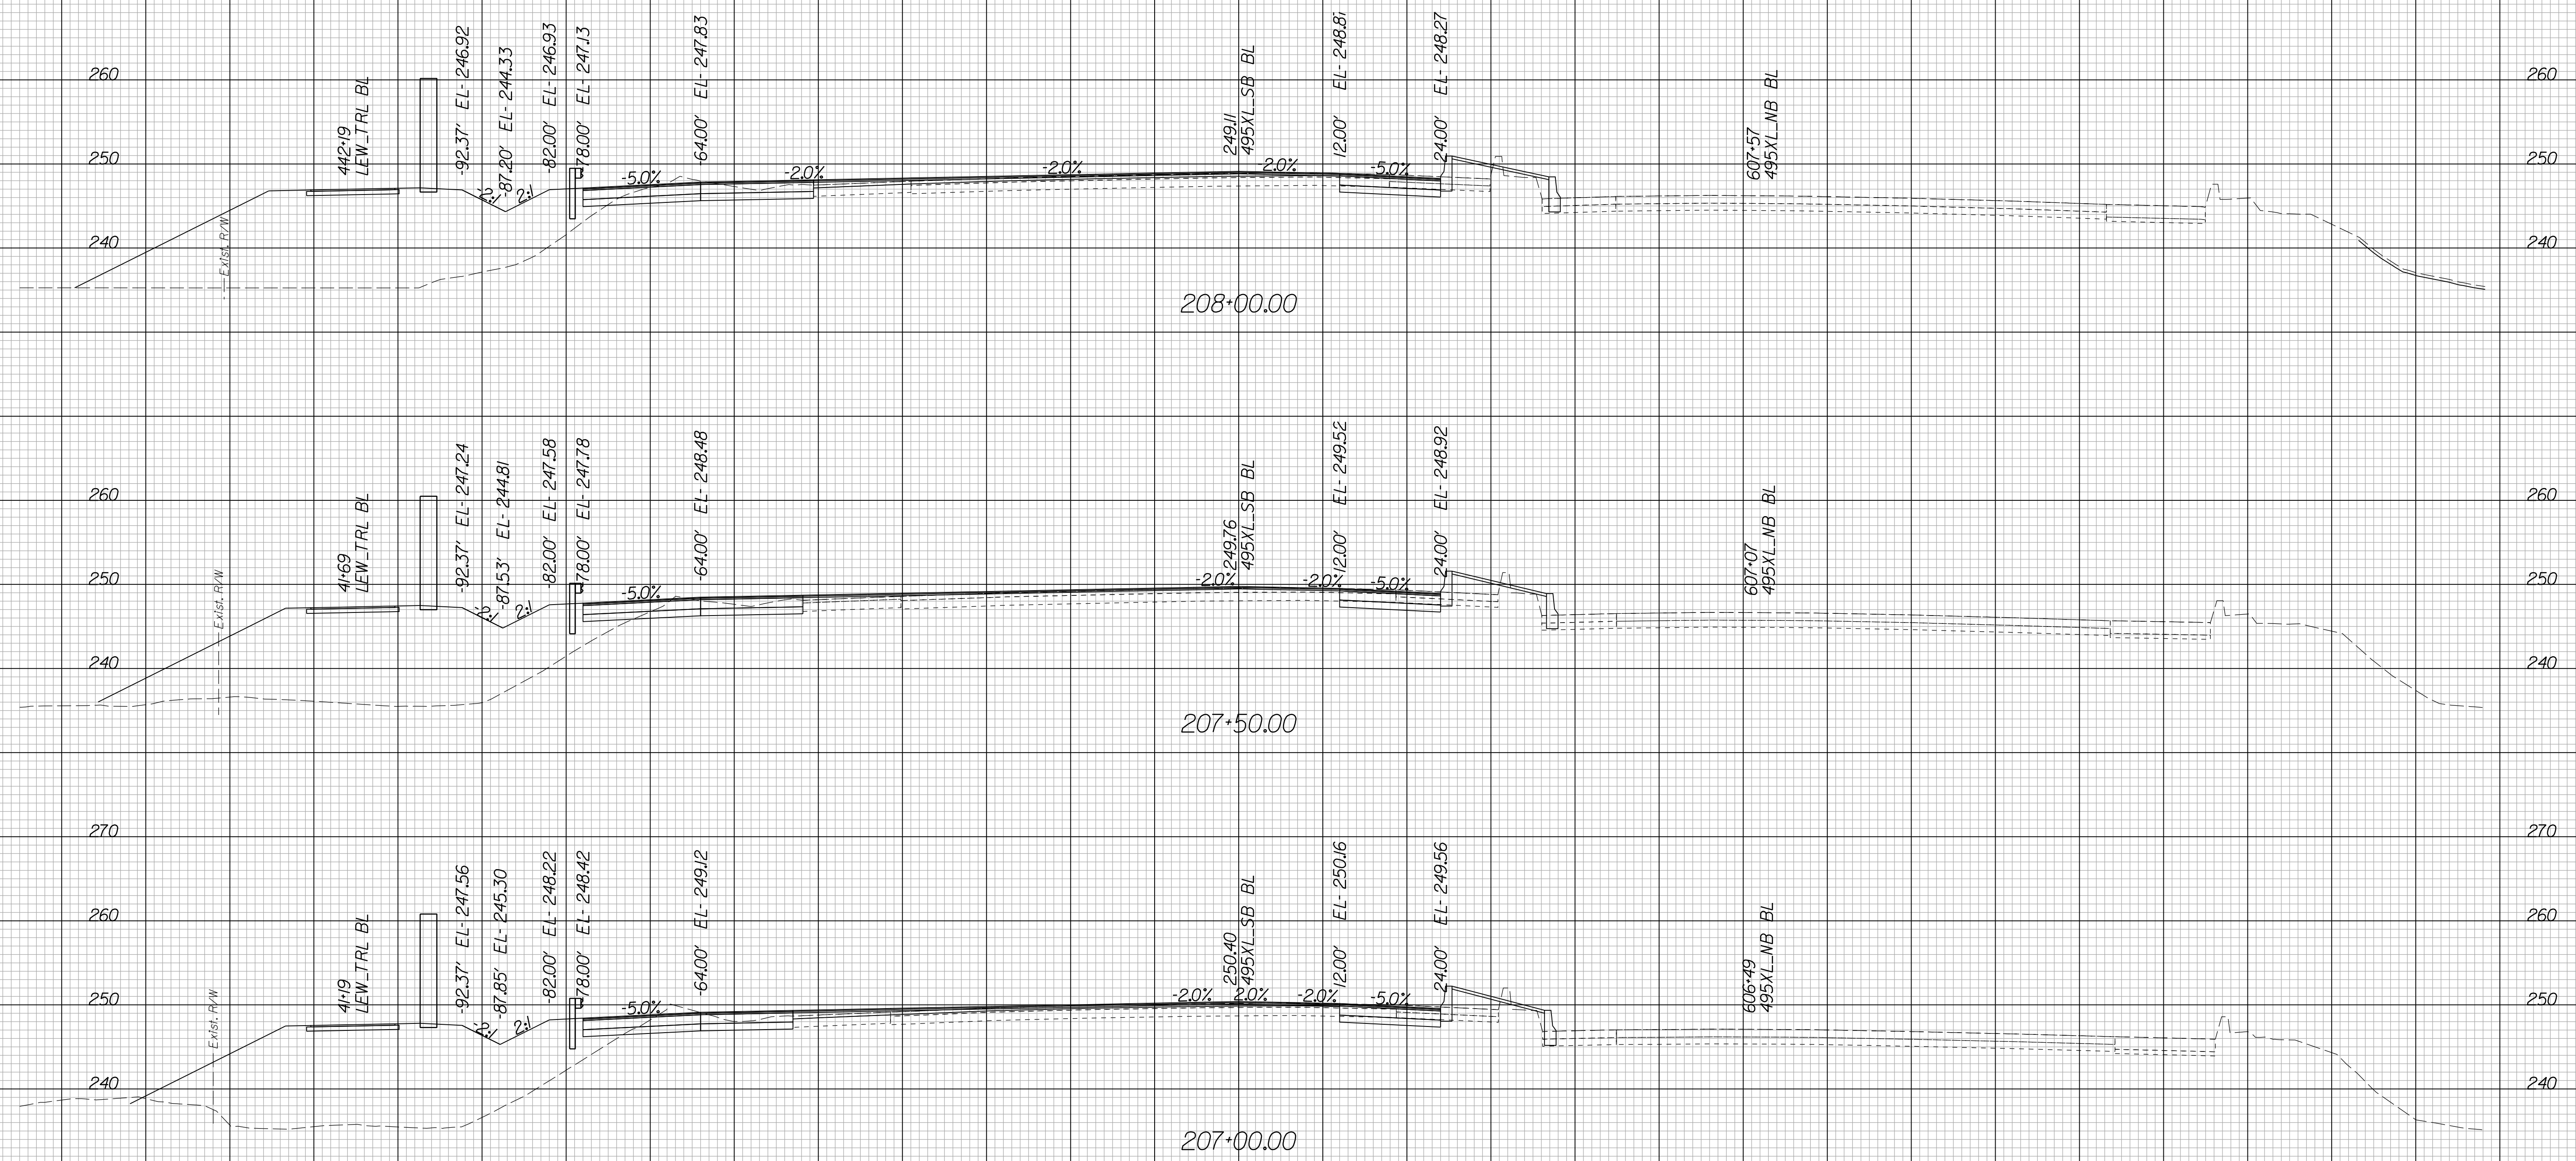 442+19
LEW_TRL BL
-92.37' EL- 246.92
-87.20' EL- 244.33
-82.00' EL- 246.93
-78.00' EL- 247.13
-64.00' EL- 247.83
249.11
495XL_SB BL
12.00' EL- 248.87
24.00' EL- 248.27
607+57
495XL_NB BL
260 260
250 250
240 240
-2:1 2:1 -5.0% -2.0% -2.0% -2.0% -5.0%
Exist. R/W
208+00.00
41+69
LEW_TRL BL
-92.37' EL- 247.24
-87.53' EL- 244.81
-82.00' EL- 247.58
-78.00' EL- 247.78
-64.00' EL- 248.48
249.76
495XL_SB BL
12.00' EL- 249.52
24.00' EL- 248.92
607+07
495XL_NB BL
260 260
250 250
240 240
-2:1 2:1 -5.0% -2.0% -2.0% -5.0%
Exist. R/W
207+50.00
270 270
41+19
LEW_TRL BL
-92.37' EL- 247.56
-87.85' EL- 245.30
-82.00' EL- 248.22
-78.00' EL- 248.42
-64.00' EL- 249.12
250.40
495XL_SB BL
12.00' EL- 250.16
24.00' EL- 249.56
606+49
495XL_NB BL
260 260
250 250
240 240
-2:1 2:1 -5.0% -2.0% 2.0% -2.0% -5.0%
Exist. R/W
207+00.00